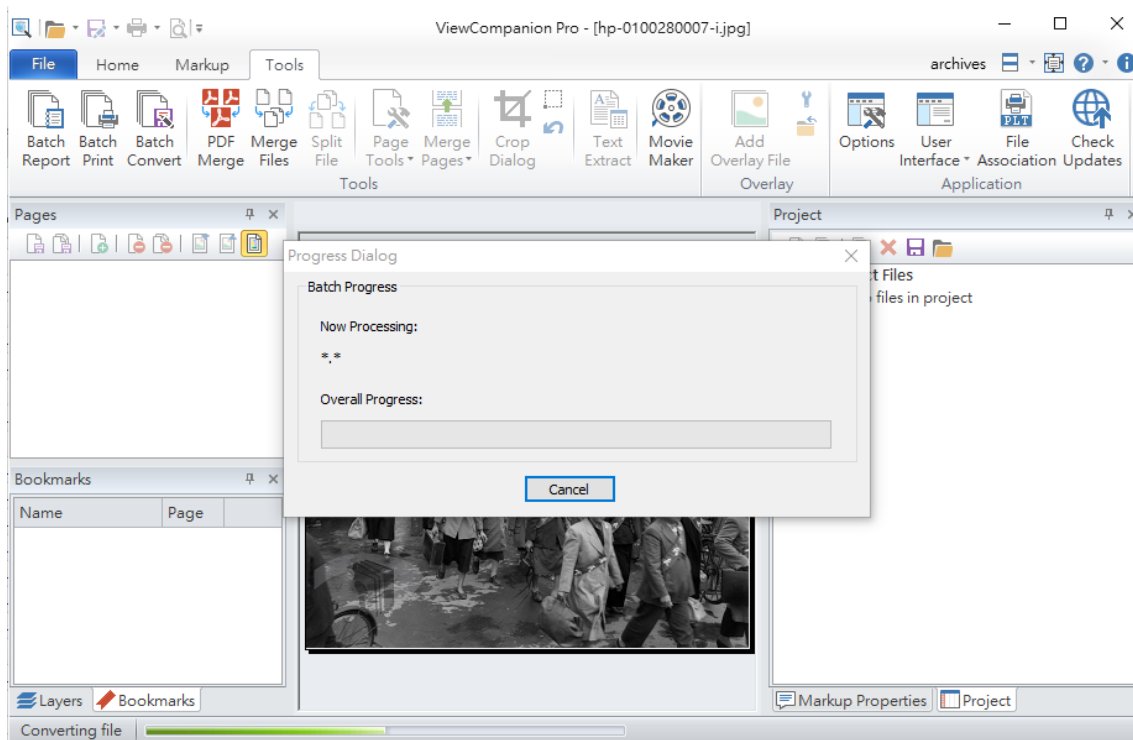 ViewCompanion Pro - [hp-0100280007-i.jpg]
File Home Markup Tools archives
Batch Report
Batch Print
Batch Convert
PDF Merge
Merge Files
Split File
Page Tools
Merge Pages
Crop Dialog
Text Extract
Movie Maker
Add Overlay File
Options
User Interface
PLT
File Association
Check Updates
Tools Overlay Application
Pages
Project
Progress Dialog
t Files
files in project
Batch Progress
Now Processing:
*.*
Overall Progress:
Cancel
Bookmarks
Name Page
Layers Bookmarks
Markup Properties Project
Converting file